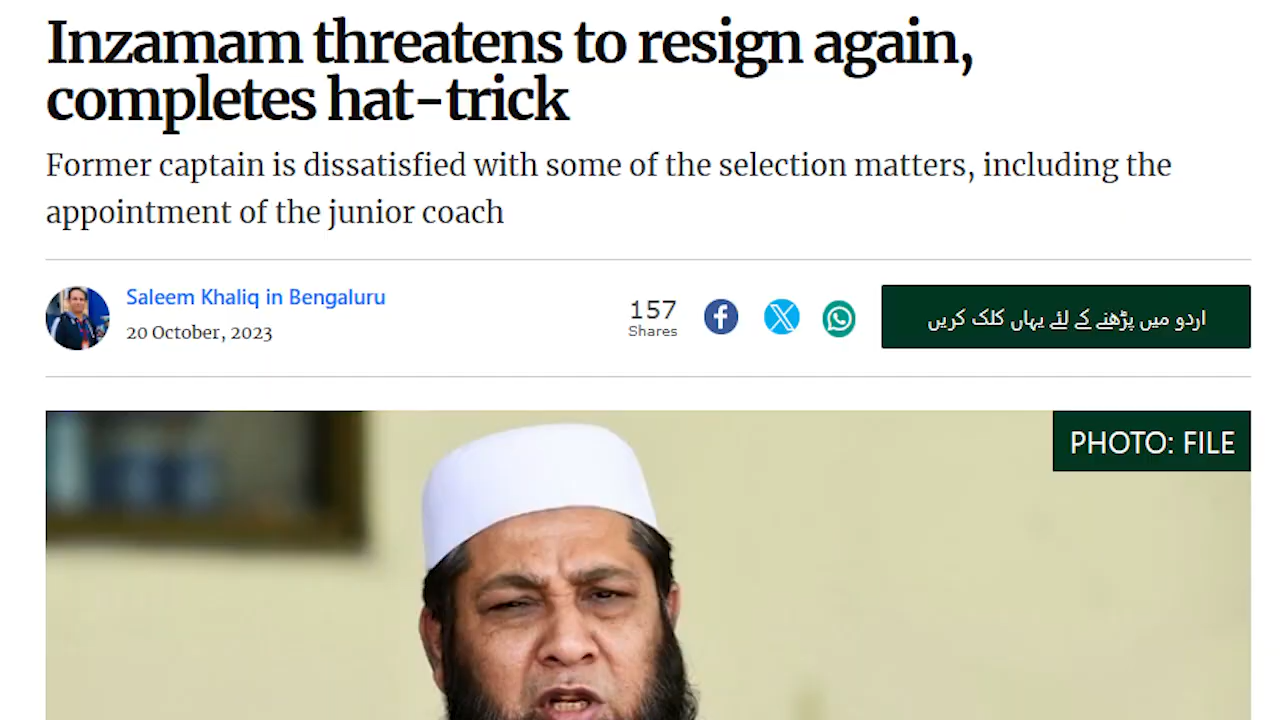 Inzamam threatens to resign again,
completes hat-trick
Former captain is dissatisfied with some of the selection matters, including the
appointment of the junior coach
Saleem Khaliq in Bengaluru
20 October, 2023
157
Shares
اردو میں پڑھنے کے لئے یہاں کلک کریں
PHOTO: FILE